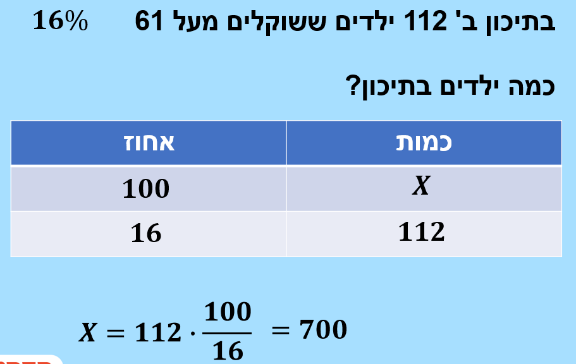 בתיכון ב' 112 ילדים ששוקלים מעל 61 16%
כמה ילדים בתיכון?
כמות אחוז
X 100
112 16
X = 112 · 100/16 = 700